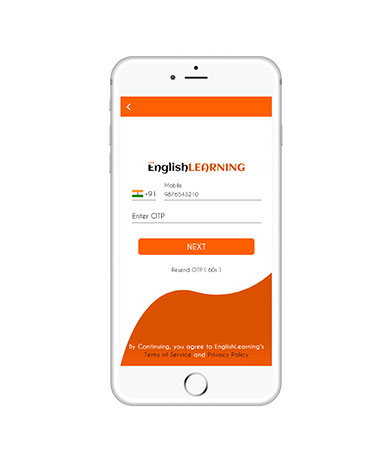 EnglishLEARNING
Mobile
+91 9876543210
Enter OTP
NEXT
Resend OTP ( 60s )
By Continuing, you agree to EnglishLearning's
Terms of Service and Privacy Policy